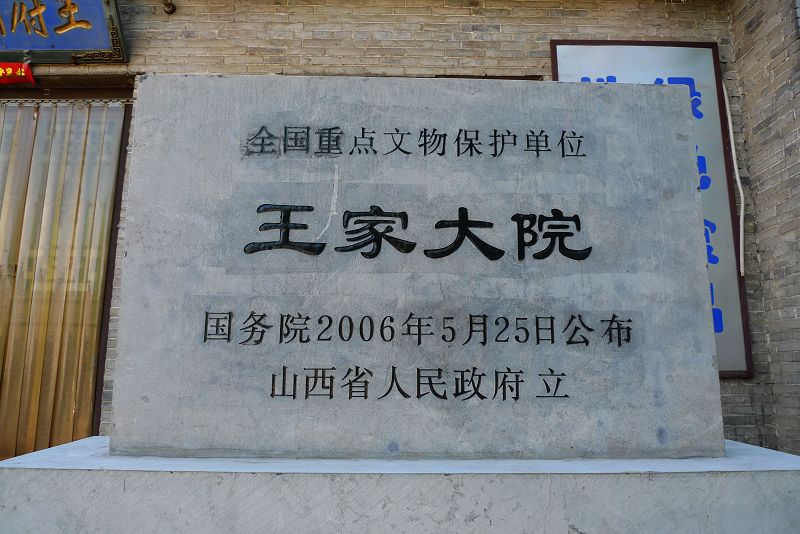 全国重点文物保护单位
王家大院
国务院2006年5月25日公布
山西省人民政府 立